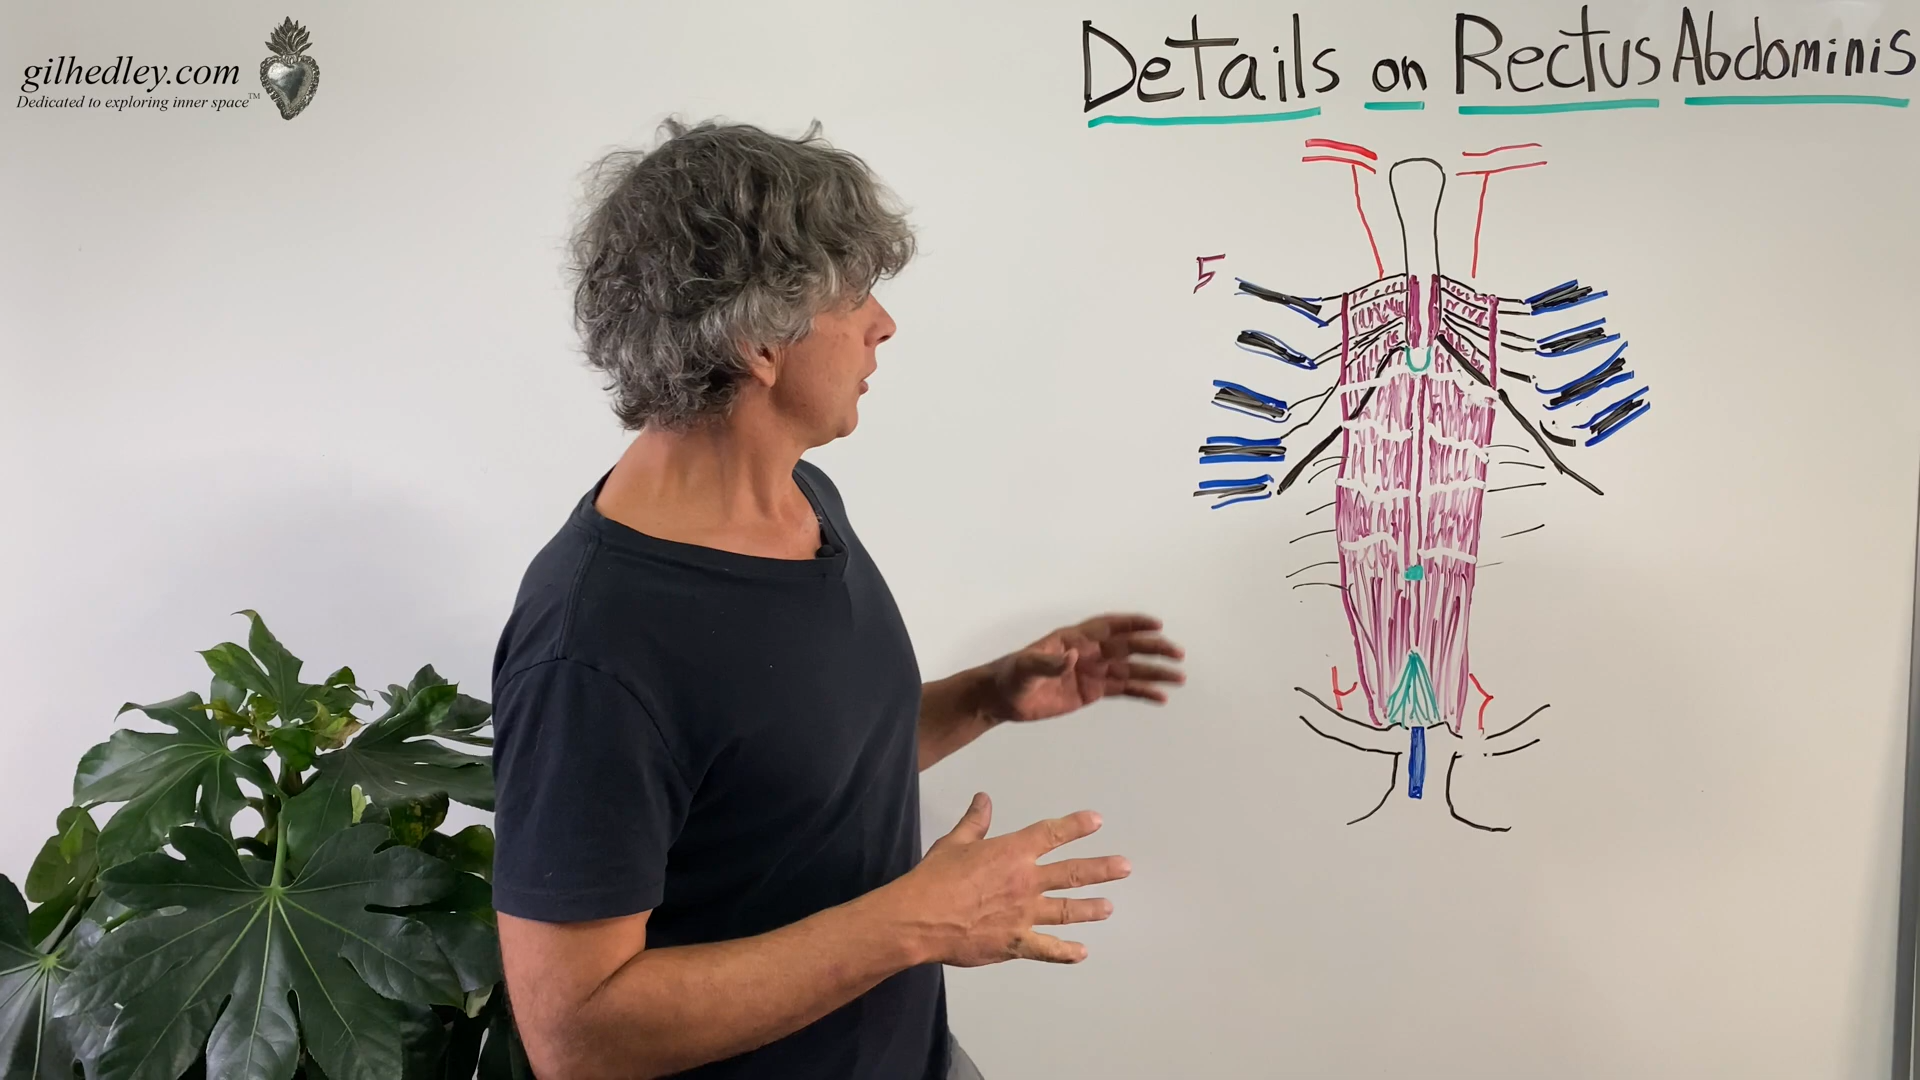 gilhedley.com
Dedicated to exploring inner space™
Details on Rectus Abdominis
5